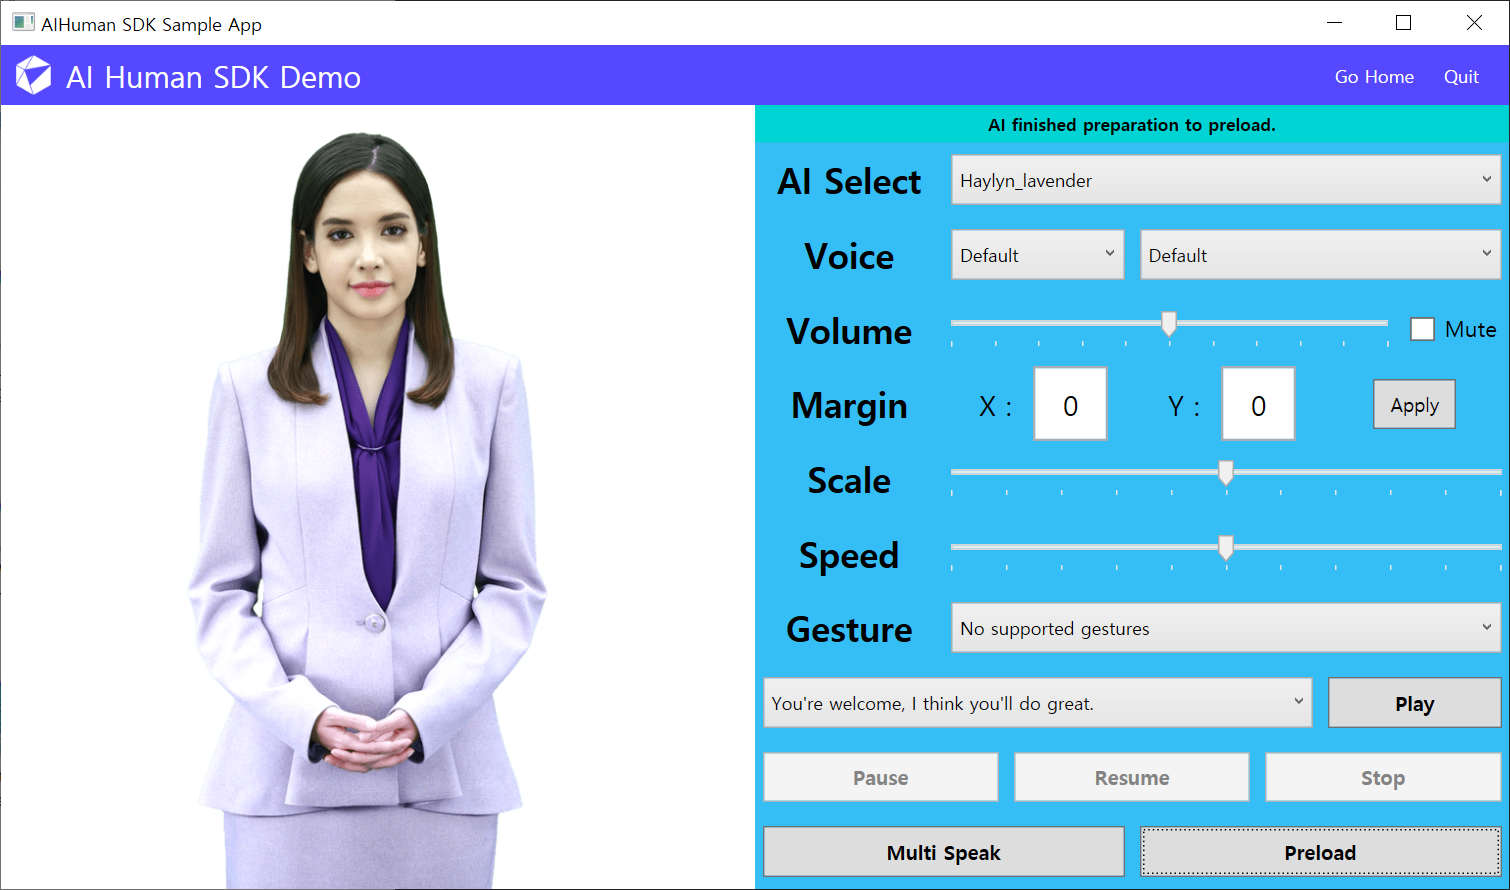 AIHuman SDK Sample App
AI Human SDK Demo
Go Home Quit
AI finished preparation to preload.
AI Select Haylyn_lavender
Voice Default Default
Volume Mute
Margin X : 0 Y : 0 Apply
Scale
Speed
Gesture No supported gestures
You're welcome, I think you'll do great. Play
Pause Resume Stop
Multi Speak Preload